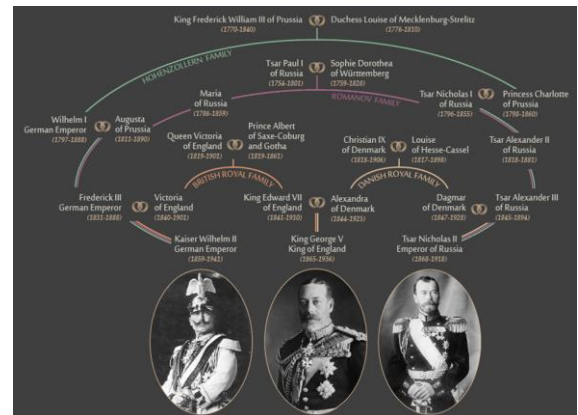 King Frederick William III of Prussia
(1770-1840)
Duchess Louise of Mecklenburg-Strelitz
(1776-1810)
HOHENZOLLERN FAMILY
Tsar Paul I
of Russia
(1754-1801)
Sophie Dorothea
of Württemberg
(1759-1828)
ROMANOV FAMILY
Maria
of Russia
(1786-1859)
Tsar Nicholas I
of Russia
(1796-1855)
Princess Charlotte
of Prussia
(1798-1860)
Wilhelm I
German Emperor
(1797-1888)
Augusta
of Prussia
(1811-1890)
Queen Victoria
of England
(1819-1901)
Prince Albert
of Saxe-Coburg
and Gotha
(1819-1861)
Christian IX
of Denmark
(1818-1906)
Louise
of Hesse-Cassel
(1817-1898)
Tsar Alexander II
of Russia
(1818-1881)
BRITISH ROYAL FAMILY
DANISH ROYAL FAMILY
Frederick III
German Emperor
(1831-1888)
Victoria
of England
(1840-1901)
King Edward VII
of England
(1841-1910)
Alexandra
of Denmark
(1844-1925)
Dagmar
of Denmark
(1847-1928)
Tsar Alexander III
of Russia
(1845-1894)
Kaiser Wilhelm II
German Emperor
(1859-1941)
King George V
King of England
(1865-1936)
Tsar Nicholas II
Emperor of Russia
(1868-1918)